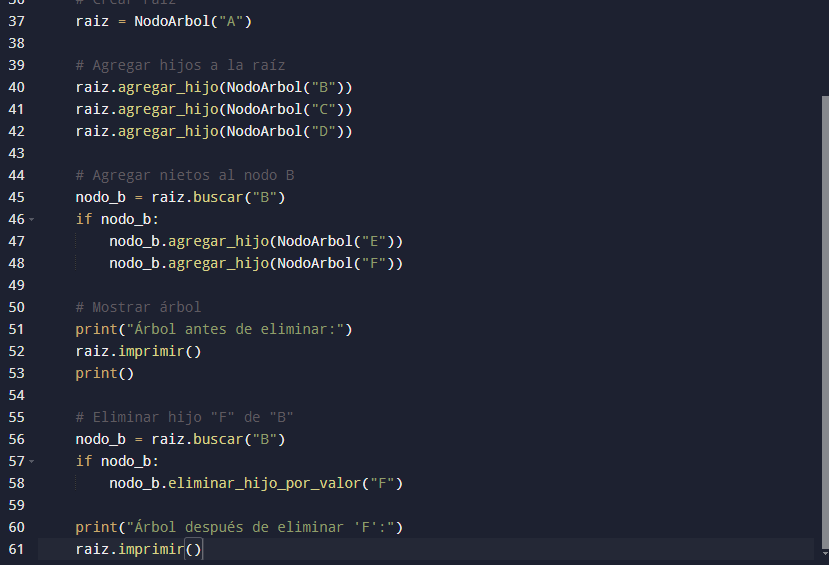 36 # Crear raíz
37 raiz = NodoArbol("A")
38
39 # Agregar hijos a la raíz
40 raiz.agregar_hijo(NodoArbol("B"))
41 raiz.agregar_hijo(NodoArbol("C"))
42 raiz.agregar_hijo(NodoArbol("D"))
43
44 # Agregar nietos al nodo B
45 nodo_b = raiz.buscar("B")
46 if nodo_b:
47 nodo_b.agregar_hijo(NodoArbol("E"))
48 nodo_b.agregar_hijo(NodoArbol("F"))
49
50 # Mostrar árbol
51 print("Árbol antes de eliminar:")
52 raiz.imprimir()
53 print()
54
55 # Eliminar hijo "F" de "B"
56 nodo_b = raiz.buscar("B")
57 if nodo_b:
58 nodo_b.eliminar_hijo_por_valor("F")
59
60 print("Árbol después de eliminar 'F':")
61 raiz.imprimir()